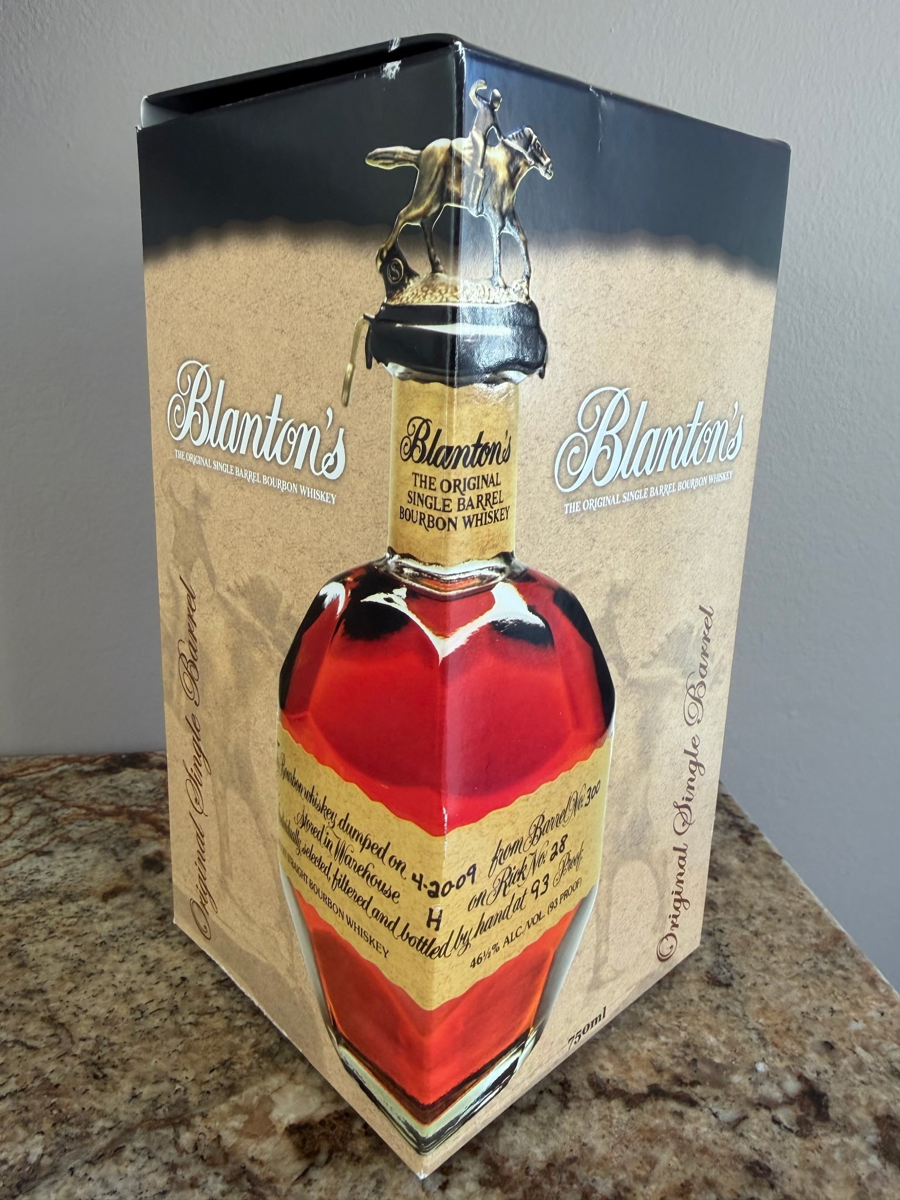 Blanton's
THE ORIGINAL SINGLE BARREL BOURBON WHISKEY
Original Single Barrel
S
Blanton's
THE ORIGINAL
SINGLE BARREL
BOURBON WHISKEY
Bourbon whiskey dumped on 4-20-09 from Barrel No. 300
Stored in Warehouse H on Rick No. 28
selected, filtered and bottled by hand at 93 Proof
STRAIGHT BOURBON WHISKEY 46½% ALC/VOL. (93 PROOF)
Blanton's
THE ORIGINAL SINGLE BARREL BOURBON WHISKEY
Original Single Barrel
750ml